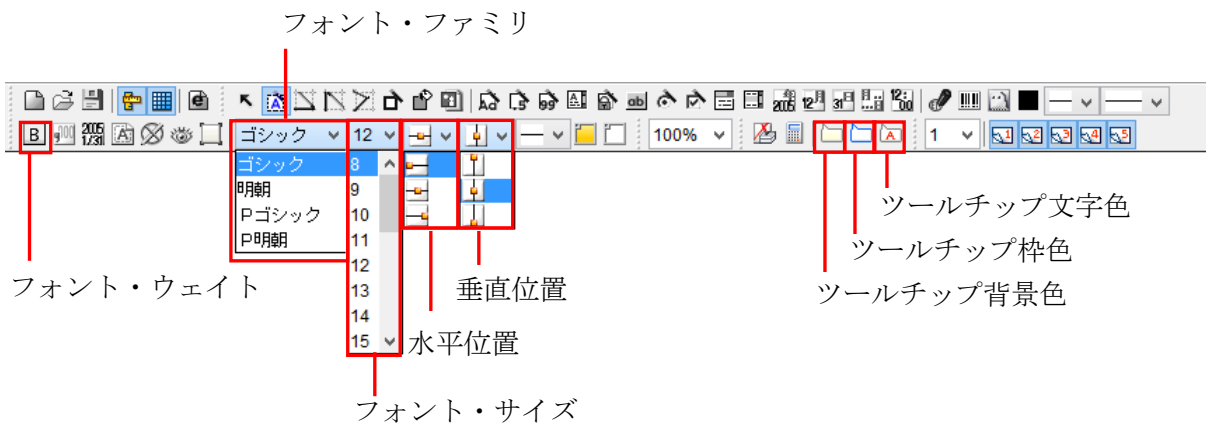 フォント・ファミリ
B
ゴシック 12 100% 1
ゴシック 8
明朝 9
Pゴシック 10
P明朝 11
12
13
14
15
ツールチップ文字色
ツールチップ枠色
ツールチップ背景色
フォント・ウェイト
垂直位置
水平位置
フォント・サイズ